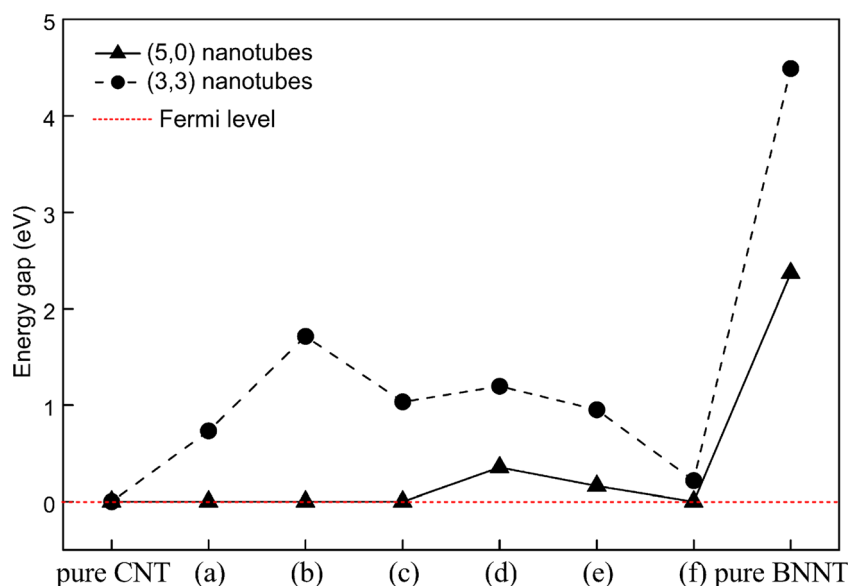 5
(5,0) nanotubes
(3,3) nanotubes
Fermi level
4
3
2
1
0
Energy gap (eV)
pure CNT (a) (b) (c) (d) (e) (f) pure BNNT